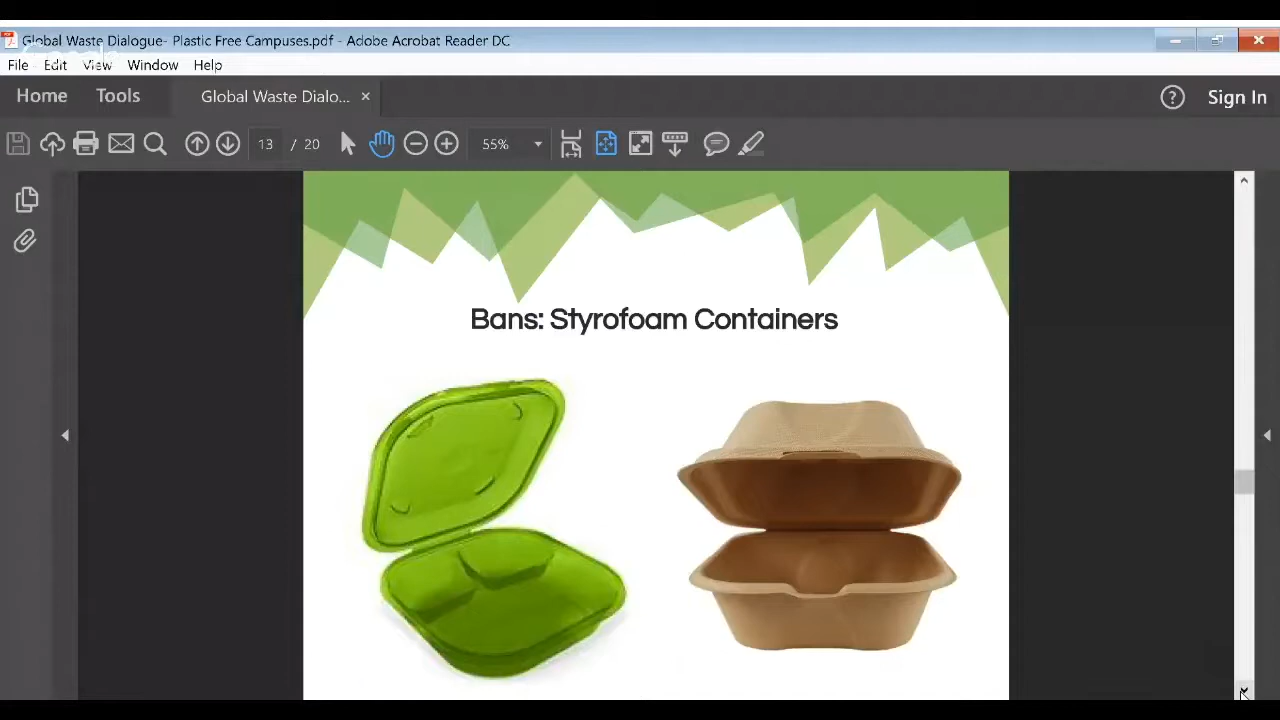 Global Waste Dialogue- Plastic Free Campuses.pdf - Adobe Acrobat Reader DC
File Edit View Window Help
Home Tools Global Waste Dialo... × ? Sign In
13 / 20 55%
Bans: Styrofoam Containers